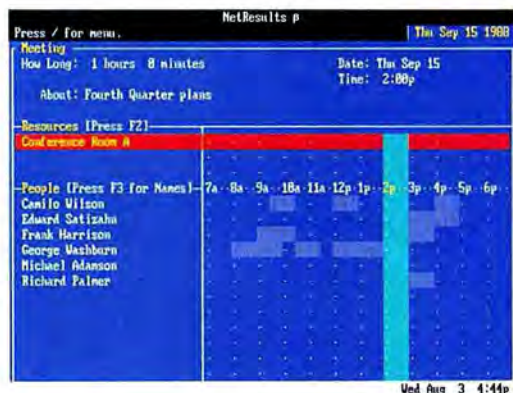 NetResults p
Press / for menu.
Thu Sep 15 1988
Meeting
How Long: 1 hours 0 minutes
Date: Thu Sep 15
Time: 2:00p
About: Fourth Quarter plans
Resources [Press F2]
Conference Room A
People [Press F3 for Names] 7a 8a 9a 10a 11a 12p 1p 2p 3p 4p 5p 6p
Camilo Wilson
Edward Satizahn
Frank Harrison
George Washburn
Michael Adamson
Richard Palmer
Wed Aug 3 4:44p